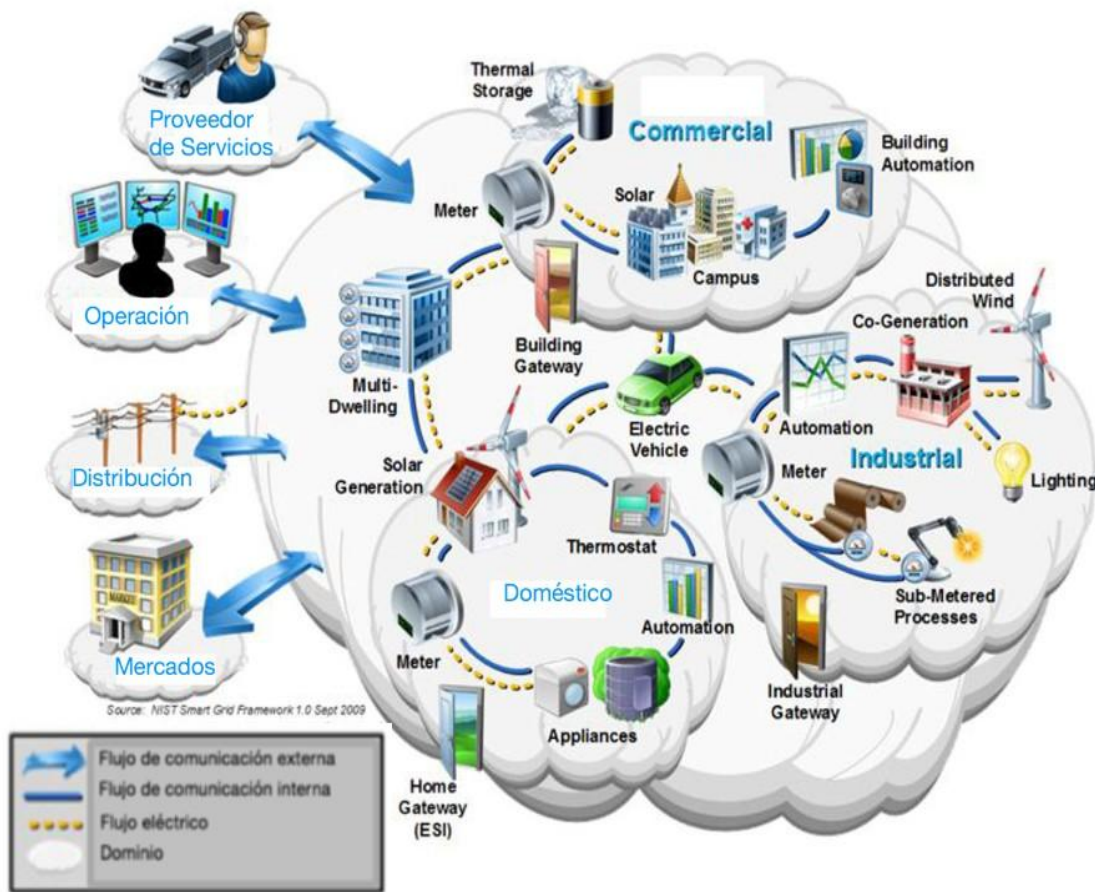 Proveedor
de Servicios
Operación
Distribución
MARKET
Mercados
Source: NIST Smart Grid Framework 1.0 Sept 2009
Thermal
Storage
Commercial
Building
Automation
Meter
Solar
Campus
Building
Gateway
Multi-
Dwelling
Electric
Vehicle
Distributed
Wind
Co-Generation
Automation
Industrial
Meter
Lighting
Sub-Metered
Processes
Industrial
Gateway
Solar
Generation
Thermostat
Doméstico
Automation
Meter
Appliances
Home
Gateway
(ESI)
Flujo de comunicación externa
Flujo de comunicación interna
Flujo eléctrico
Dominio